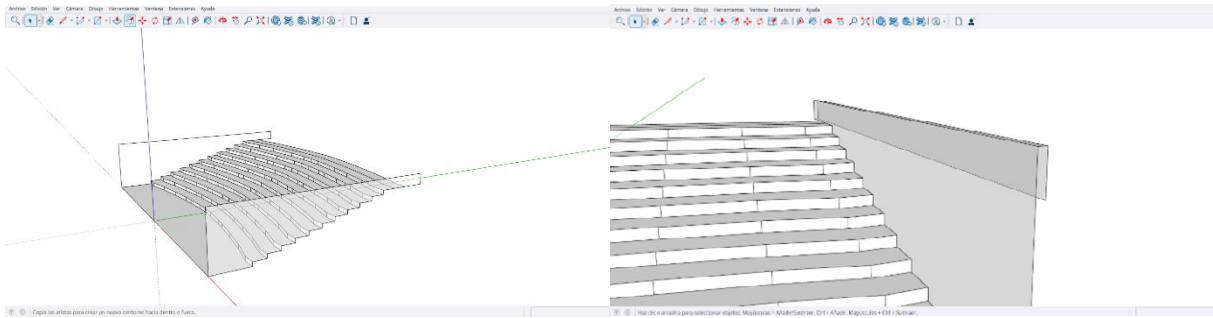 Archivo Edición Ver Cámara Dibujo Herramientas Ventana Extensiones Ayuda
Copia las aristas para crear un nuevo contorno hacia dentro o fuera.
Archivo Edición Ver Cámara Dibujo Herramientas Ventana Extensiones Ayuda
Haz clic o arrastra para seleccionar objetos. Mayúsculas = Añadir/Sustraer. Ctrl = Añadir. Mayúsculas + Ctrl = Sustraer.